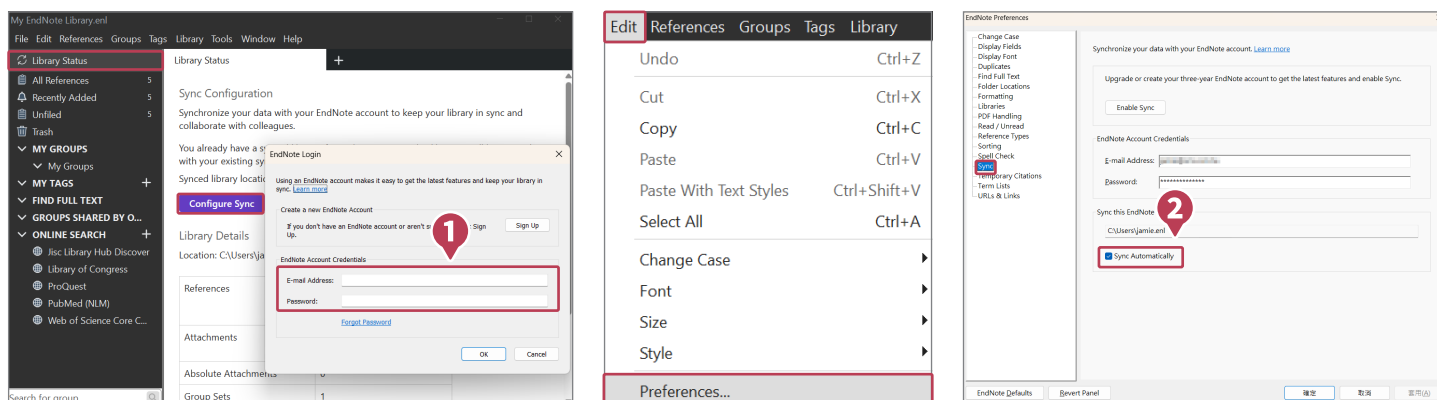 My EndNote Library.enl
File Edit References Groups Tags Library Tools Window Help
Library Status
All References 5
Recently Added 5
Unfiled 5
Trash
MY GROUPS
My Groups
MY TAGS +
FIND FULL TEXT
GROUPS SHARED BY O...
ONLINE SEARCH +
Jisc Library Hub Discover
Library of Congress
ProQuest
PubMed (NLM)
Web of Science Core C...
Search for group
Library Status +
Sync Configuration
Synchronize your data with your EndNote account to keep your library in sync and
collaborate with colleagues.
You already have a
with your existing
Synced library
Configure Sync
Library Details
Location: C:\Users\
References
Attachments
Absolute Attachments 0
Group Sets 1
EndNote Login
Using an EndNote account makes it easy to get the latest features and keep your library in
sync. Learn more
Create a new EndNote Account
If you don't have an EndNote account or aren't Sign
Up.
Sign Up
1
EndNote Account Credentials
E-mail Address:
Password:
Forgot Password
OK Cancel
Edit References Groups Tags Library
Undo Ctrl+Z
Cut Ctrl+X
Copy Ctrl+C
Paste Ctrl+V
Paste With Text Styles Ctrl+Shift+V
Select All Ctrl+A
Change Case
Font
Size
Style
Preferences...
EndNote Preferences
Change Case
Display Fields
Display Font
Duplicates
Find Full Text
Folder Locations
Formatting
Libraries
PDF Handling
Read / Unread
Reference Types
Sorting
Spell Check
Sync
Temporary Citations
Term Lists
URLs & Links
Synchronize your data with your EndNote account. Learn more
Upgrade or create your three-year EndNote account to get the latest features and enable Sync.
Enable Sync
EndNote Account Credentials
E-mail Address:
Password: **************
Sync this EndNote
2
C:\Users\jamie.enl
Sync Automatically
EndNote Defaults Revert Panel 確定 取消 套用(A)